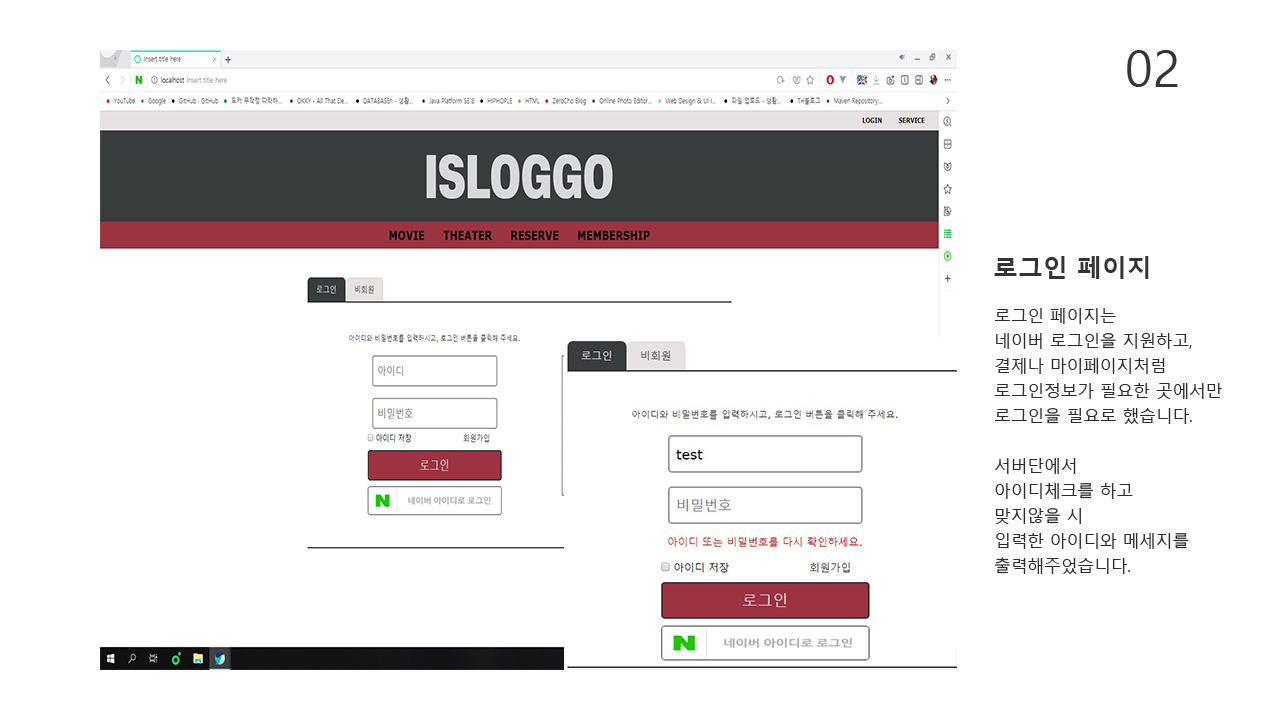 02
Insert title here
localhost Insert title here
YouTube Google GitHub · GitHub 도커 무작정 따라하... OKKY - All That De... DATABASEn - 생활... Java Platform SE 8 HIPHOPLE HTML ZeroCho Blog Online Photo Editor... Web Design & UI I... 파일 업로드 - 생활... TH블로그 Maven Repository...
LOGIN SERVICE
ISLOGGO
MOVIE THEATER RESERVE MEMBERSHIP
로그인 비회원
아이디와 비밀번호를 입력하시고, 로그인 버튼을 클릭해 주세요.
아이디
비밀번호
아이디 저장 회원가입
로그인
N 네이버 아이디로 로그인
로그인 비회원
아이디와 비밀번호를 입력하시고, 로그인 버튼을 클릭해 주세요.
test
비밀번호
아이디 또는 비밀번호를 다시 확인하세요.
아이디 저장 회원가입
로그인
N 네이버 아이디로 로그인
로그인 페이지
로그인 페이지는
네이버 로그인을 지원하고,
결제나 마이페이지처럼
로그인정보가 필요한 곳에서만
로그인을 필요로 했습니다.
서버단에서
아이디체크를 하고
맞지않을 시
입력한 아이디와 메세지를
출력해주었습니다.